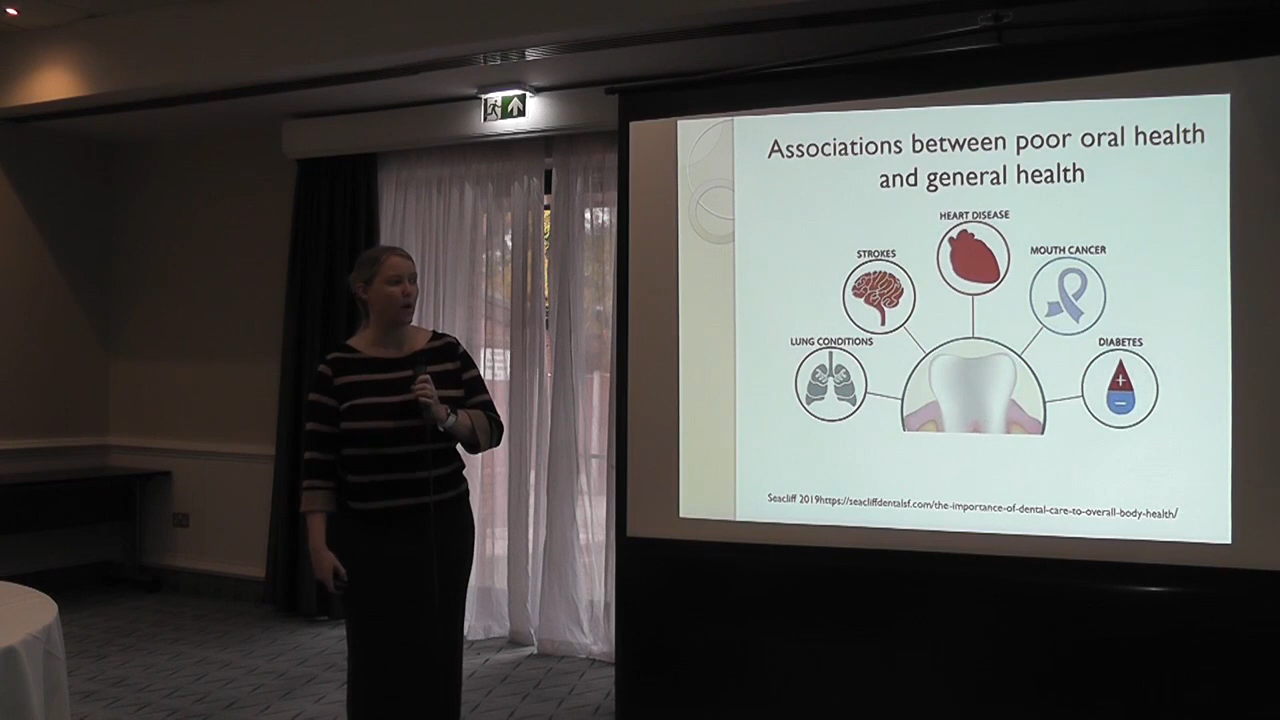 Associations between poor oral health
and general health
HEART DISEASE
STROKES
MOUTH CANCER
LUNG CONDITIONS
DIABETES
Seacliff 2019https://seacliffdentalsf.com/the-importance-of-dental-care-to-overall-body-health/